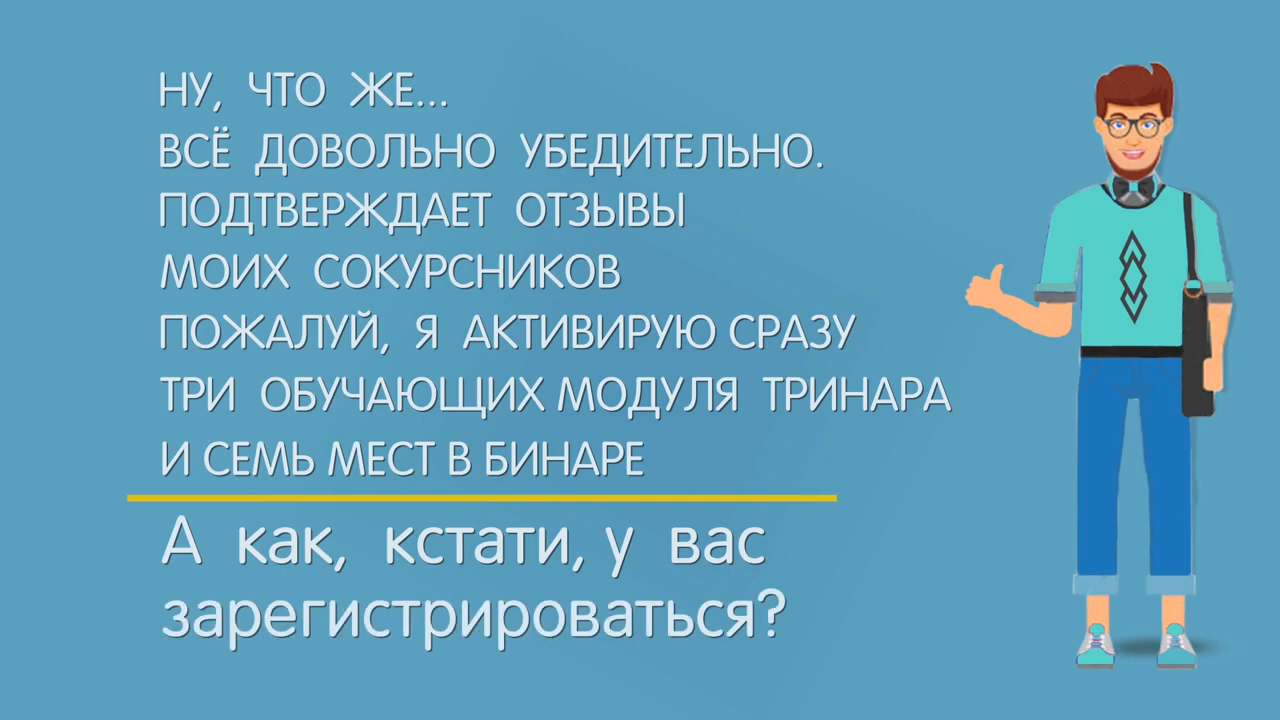 НУ, ЧТО ЖЕ...
ВСЁ ДОВОЛЬНО УБЕДИТЕЛЬНО.
ПОДТВЕРЖДАЕТ ОТЗЫВЫ
МОИХ СОКУРСНИКОВ
ПОЖАЛУЙ, Я АКТИВИРУЮ СРАЗУ
ТРИ ОБУЧАЮЩИХ МОДУЛЯ ТРИНАРА
И СЕМЬ МЕСТ В БИНАРЕ
А как, кстати, у вас
зарегистрироваться?